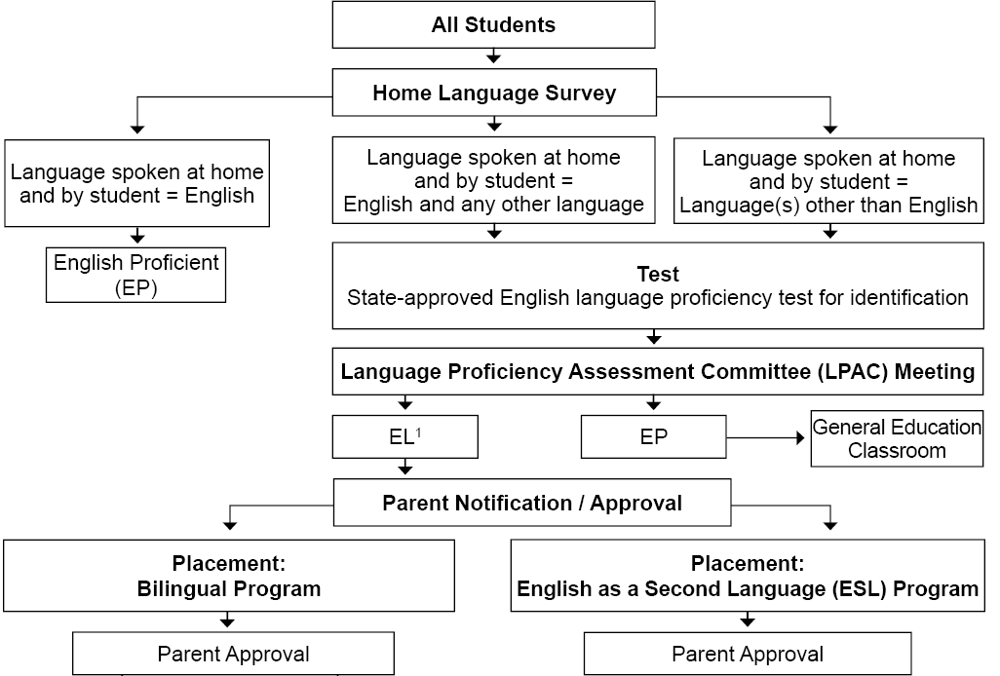 All Students
Home Language Survey
Language spoken at home
and by student = English
Language spoken at home
and by student =
English and any other language
Language spoken at home
and by student =
Language(s) other than English
English Proficient
(EP)
Test
State-approved English language proficiency test for identification
Language Proficiency Assessment Committee (LPAC) Meeting
EL¹
EP
General Education
Classroom
Parent Notification / Approval
Placement:
Bilingual Program
Placement:
English as a Second Language (ESL) Program
Parent Approval
Parent Approval